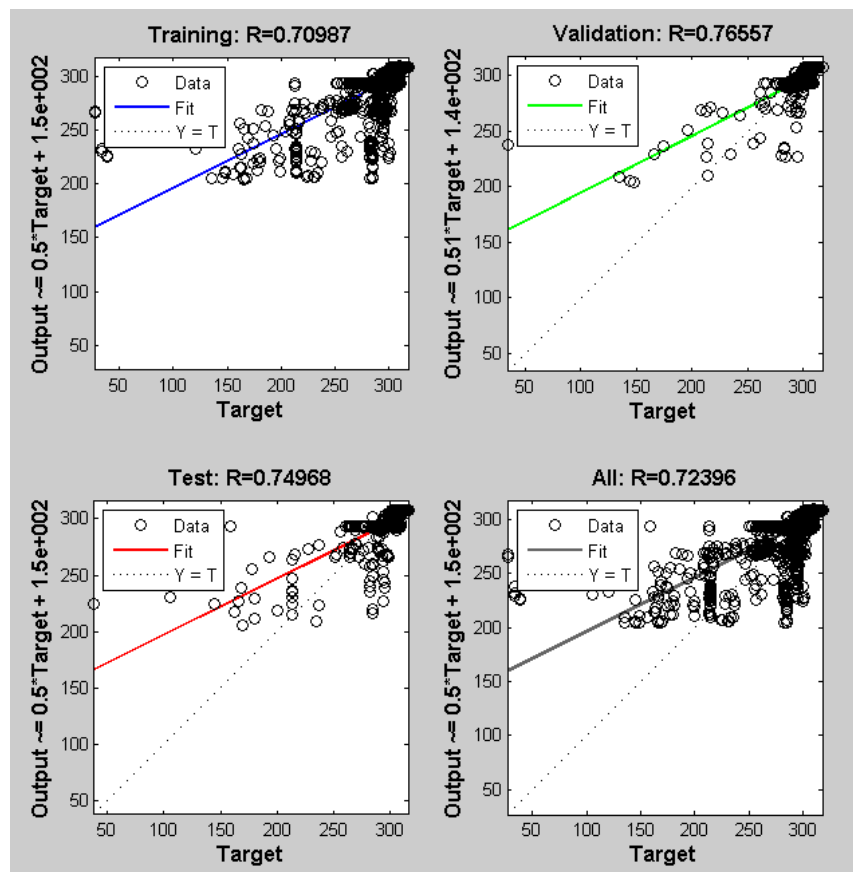 Training: R=0.70987
Output ~= 0.5*Target + 1.5e+002
300
250
200
150
100
50
Data
Fit
Y = T
50 100 150 200 250 300
Target
Validation: R=0.76557
Output ~= 0.51*Target + 1.4e+002
300
250
200
150
100
50
Data
Fit
Y = T
50 100 150 200 250 300
Target
Test: R=0.74968
Output ~= 0.5*Target + 1.5e+002
300
250
200
150
100
50
Data
Fit
Y = T
50 100 150 200 250 300
Target
All: R=0.72396
Output ~= 0.5*Target + 1.5e+002
300
250
200
150
100
50
Data
Fit
Y = T
50 100 150 200 250 300
Target